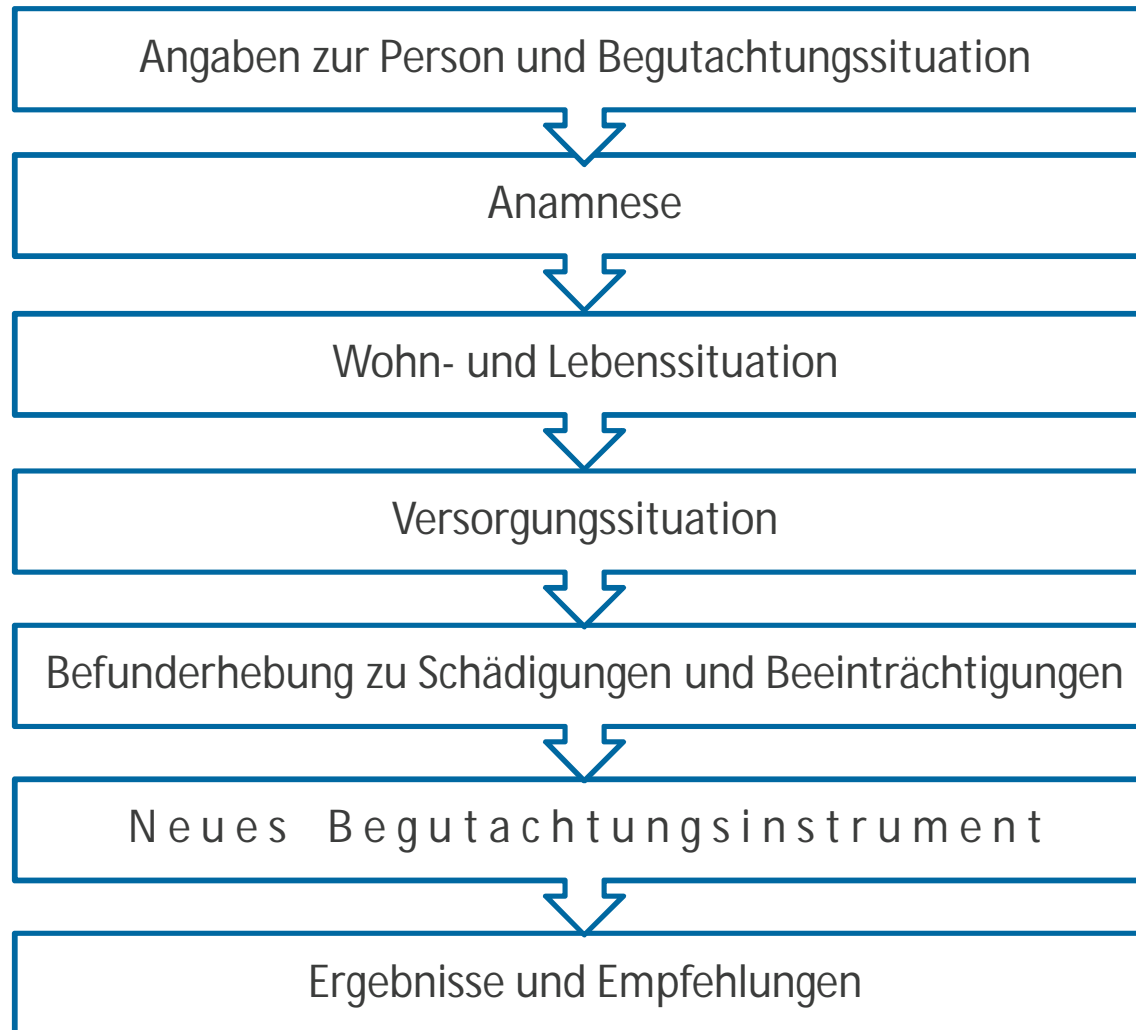 Angaben zur Person und Begutachtungssituation
Anamnese
Wohn- und Lebenssituation
Versorgungssituation
Befunderhebung zu Schädigungen und Beeinträchtigungen
Neues Begutachtungsinstrument
Ergebnisse und Empfehlungen